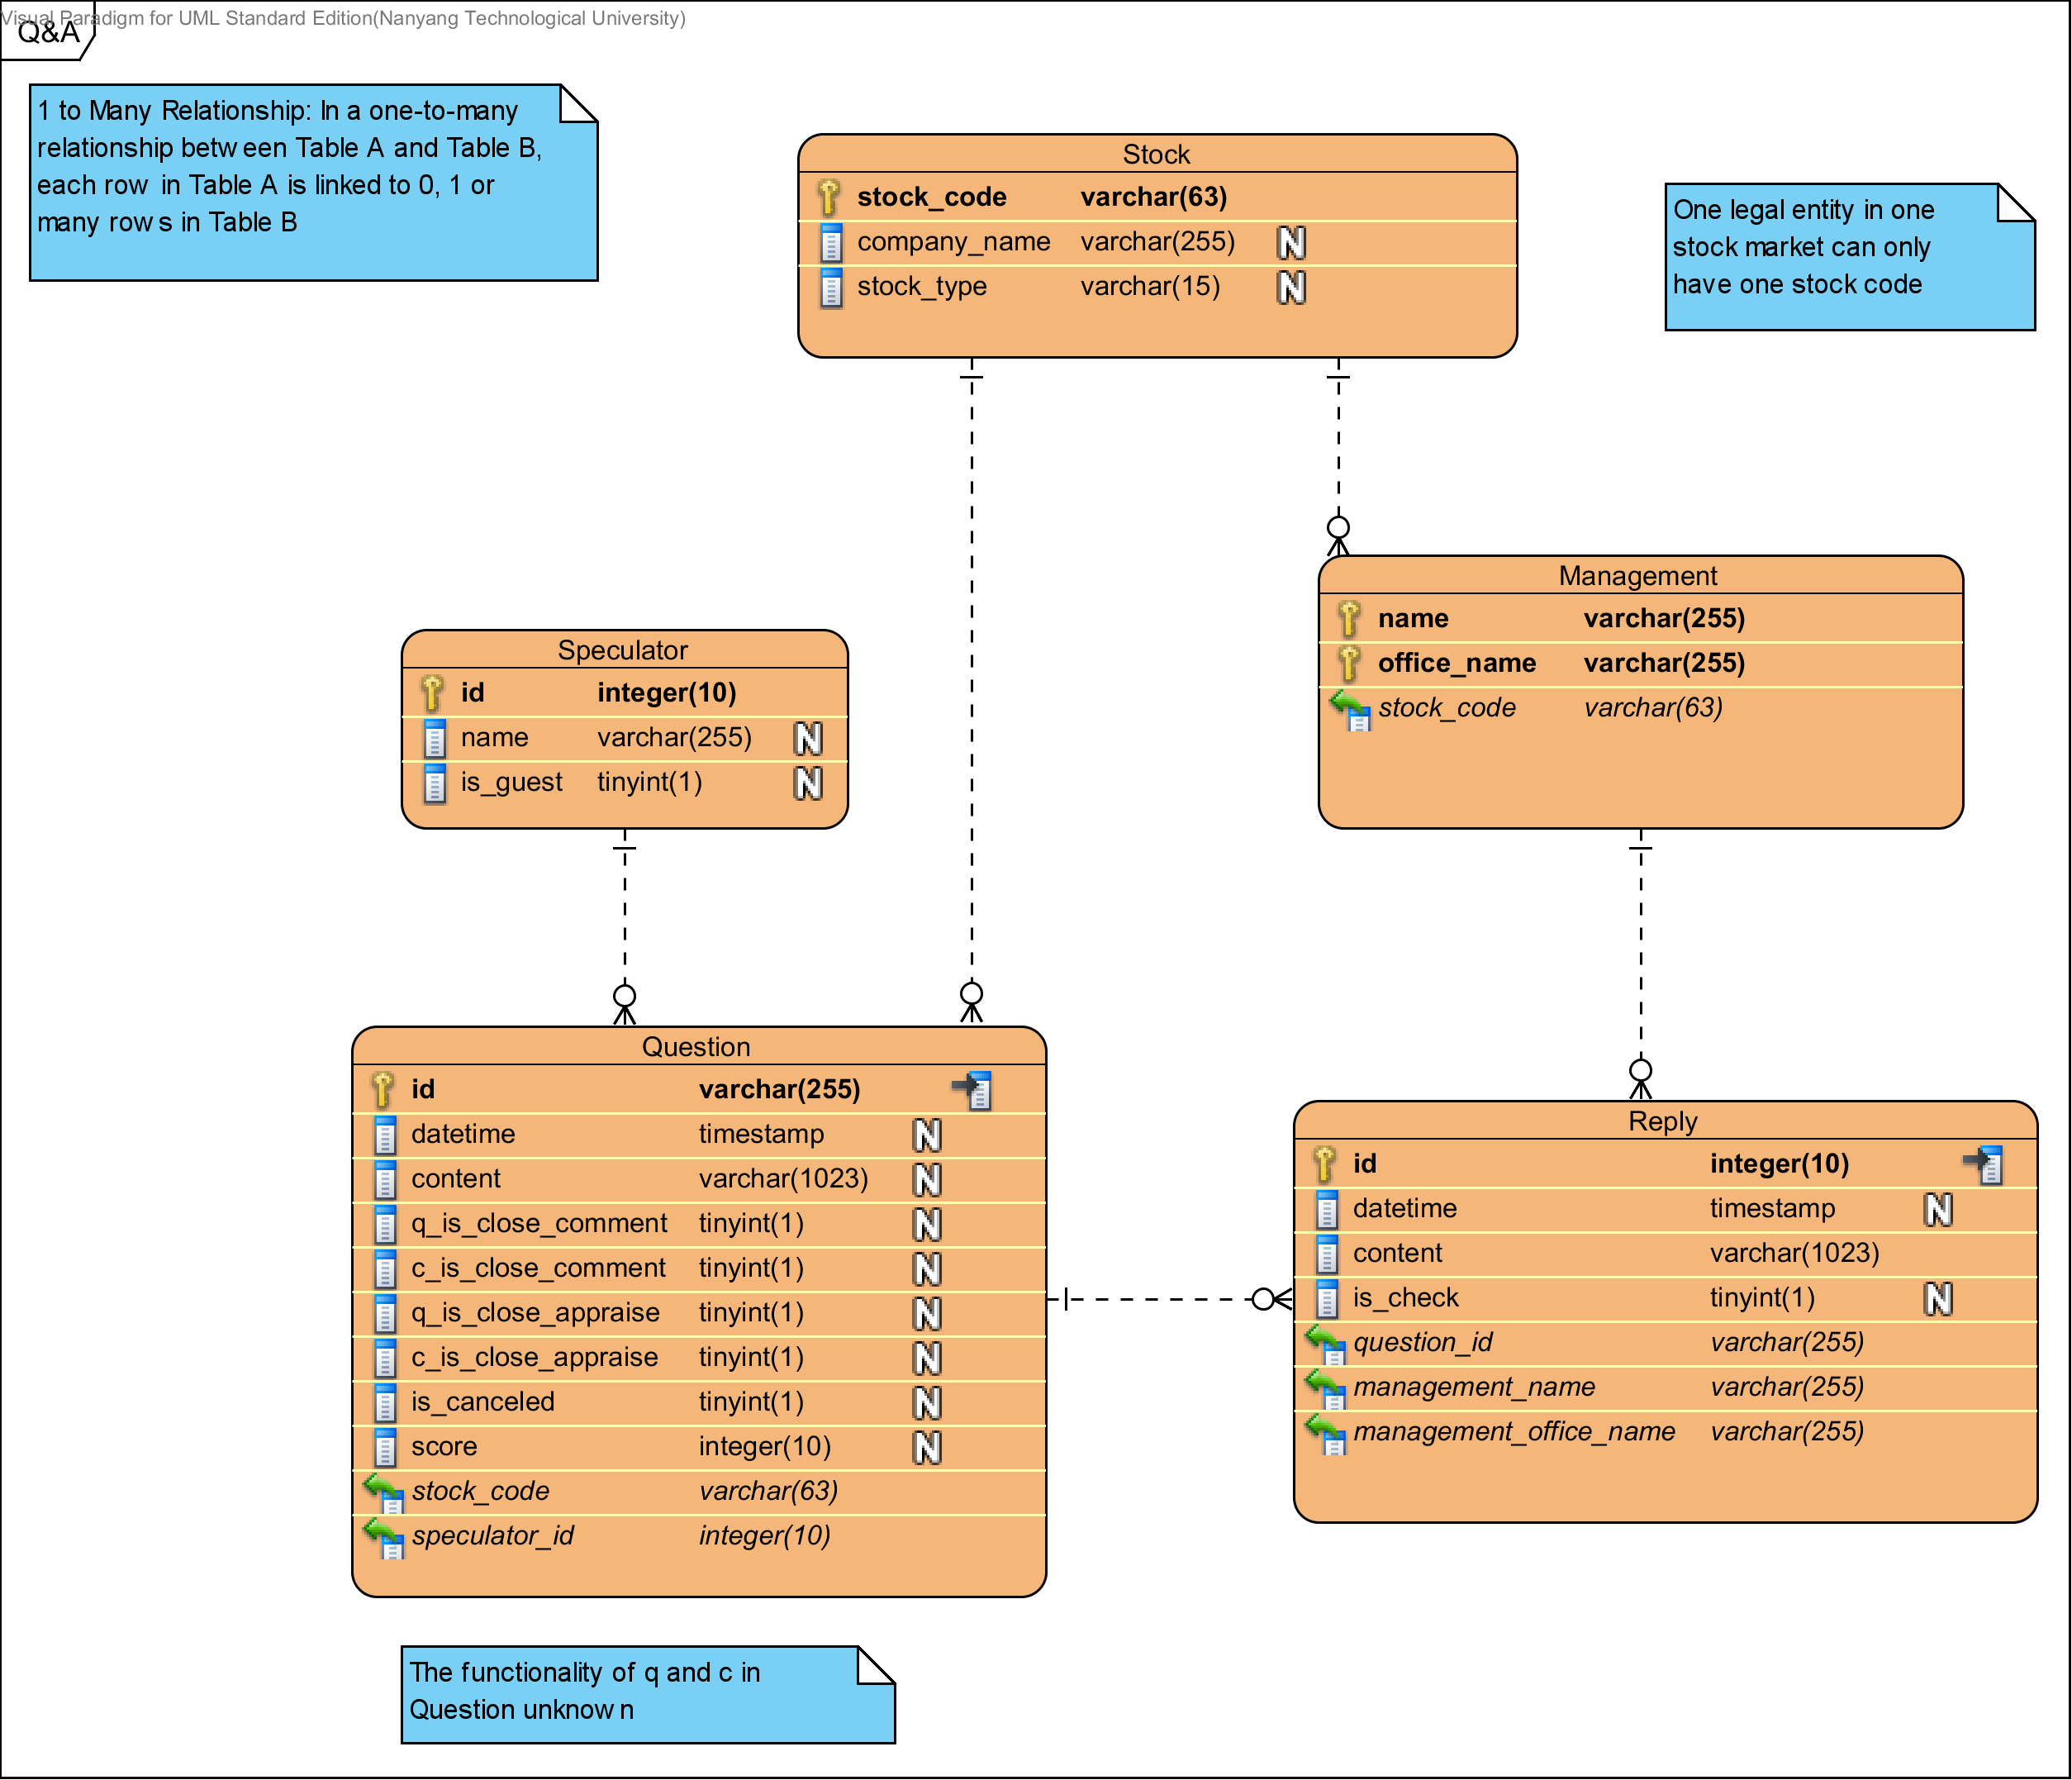 Visual Paradigm for UML Standard Edition(Nanyang Technological University)
Q&A
1 to Many Relationship: In a one-to-many
relationship between Table A and Table B,
each row in Table A is linked to 0, 1 or
many rows in Table B
Stock
stock_code varchar(63)
company_name varchar(255) N
stock_type varchar(15) N
One legal entity in one
stock market can only
have one stock code
Management
name varchar(255)
office_name varchar(255)
stock_code varchar(63)
Speculator
id integer(10)
name varchar(255) N
is_guest tinyint(1) N
Question
id varchar(255)
datetime timestamp N
content varchar(1023) N
q_is_close_comment tinyint(1) N
c_is_close_comment tinyint(1) N
q_is_close_appraise tinyint(1) N
c_is_close_appraise tinyint(1) N
is_canceled tinyint(1) N
score integer(10) N
stock_code varchar(63)
speculator_id integer(10)
Reply
id integer(10)
datetime timestamp N
content varchar(1023)
is_check tinyint(1) N
question_id varchar(255)
management_name varchar(255)
management_office_name varchar(255)
The functionality of q and c in
Question unknown